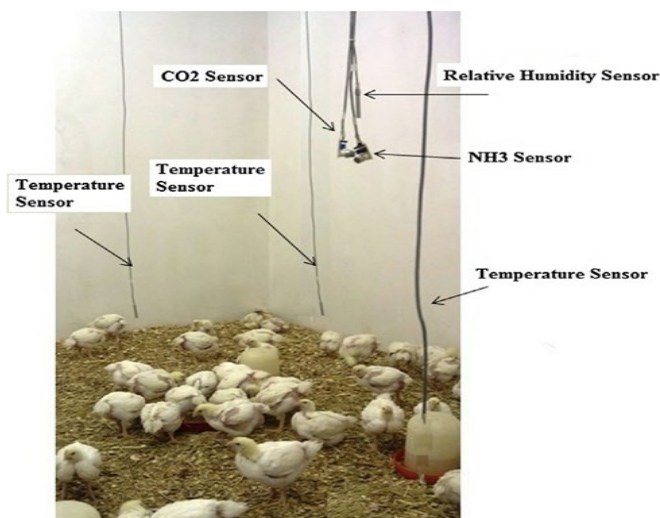 CO2 Sensor
Relative Humidity Sensor
NH3 Sensor
Temperature
Sensor
Temperature
Sensor
Temperature Sensor